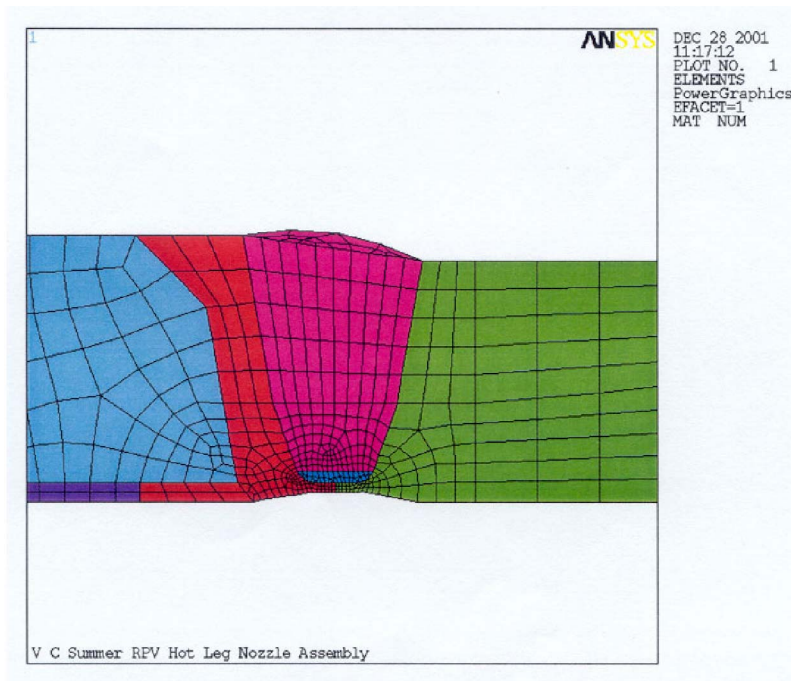 1
ANSYS
DEC 28 2001
11:17:12
PLOT NO. 1
ELEMENTS
PowerGraphics
EFACET=1
MAT NUM
V C Summer RPV Hot Leg Nozzle Assembly